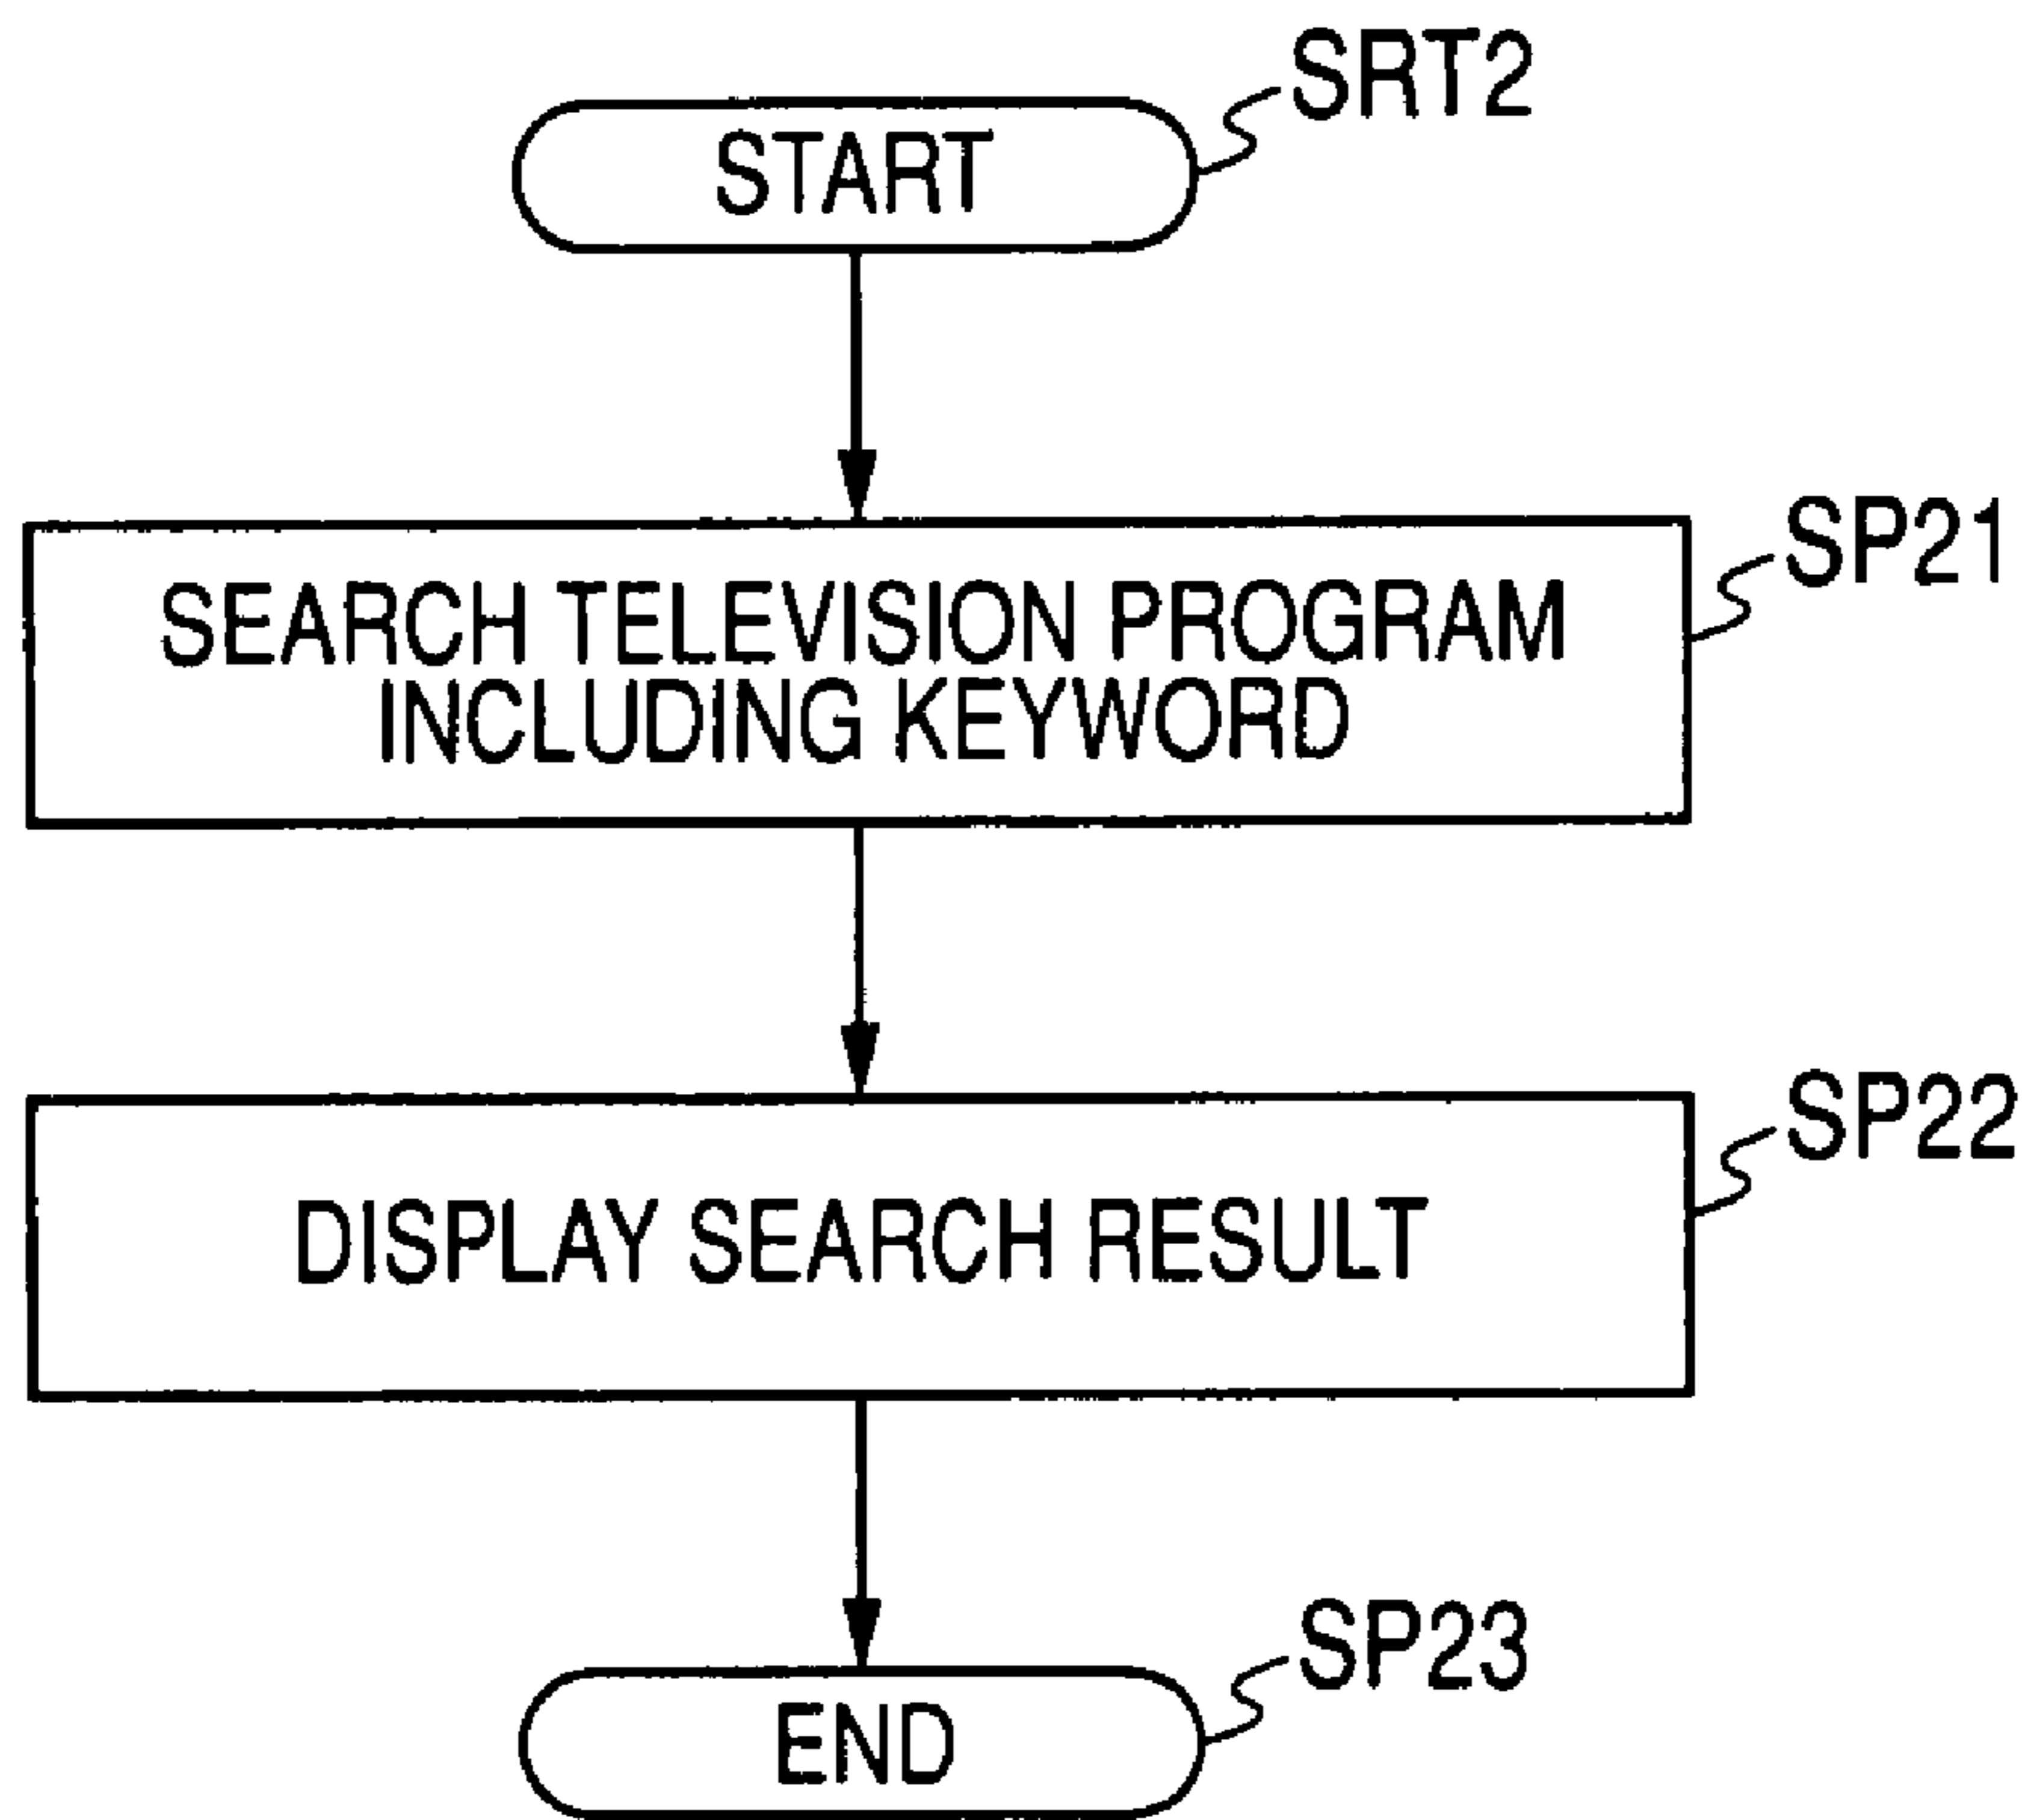 SRT2
START
SP21
SEARCH TELEVISION PROGRAM
INCLUDING KEYWORD
SP22
DISPLAY SEARCH RESULT
SP23
END